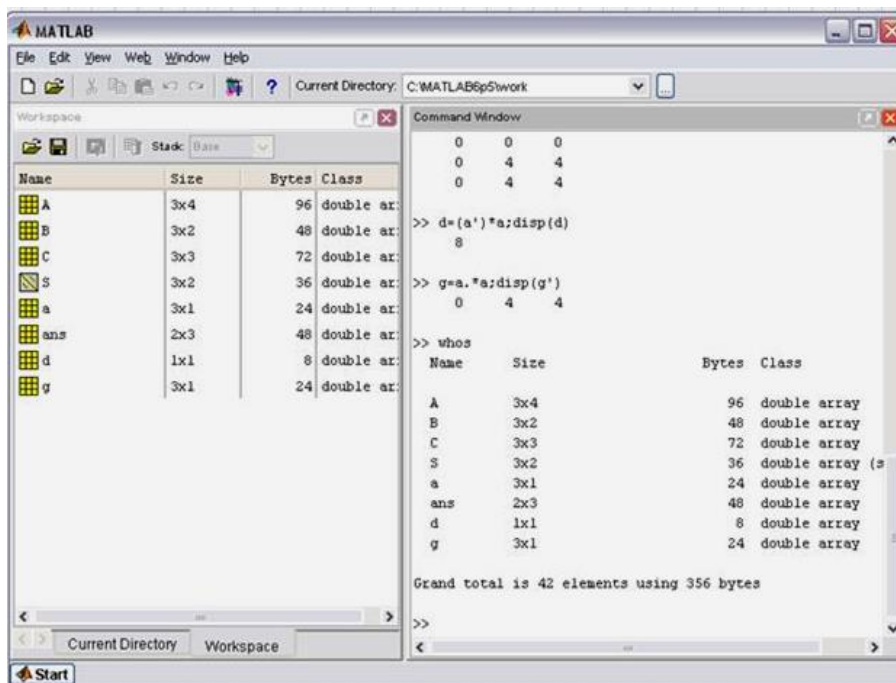 MATLAB
File Edit View Web Window Help
? Current Directory: C:\MATLAB6p5\work ...
Workspace
Stack: Base
Name Size Bytes Class
A 3x4 96 double ar
B 3x2 48 double ar
C 3x3 72 double ar
S 3x2 36 double ar
a 3x1 24 double ar
ans 2x3 48 double ar
d 1x1 8 double ar
g 3x1 24 double ar
Current Directory Workspace
Command Window
0 0 0
0 4 4
0 4 4
>> d=(a')*a;disp(d)
8
>> g=a.*a;disp(g')
0 4 4
>> whos
Name Size Bytes Class
A 3x4 96 double array
B 3x2 48 double array
C 3x3 72 double array
S 3x2 36 double array (s
a 3x1 24 double array
ans 2x3 48 double array
d 1x1 8 double array
g 3x1 24 double array
Grand total is 42 elements using 356 bytes
>>
Start